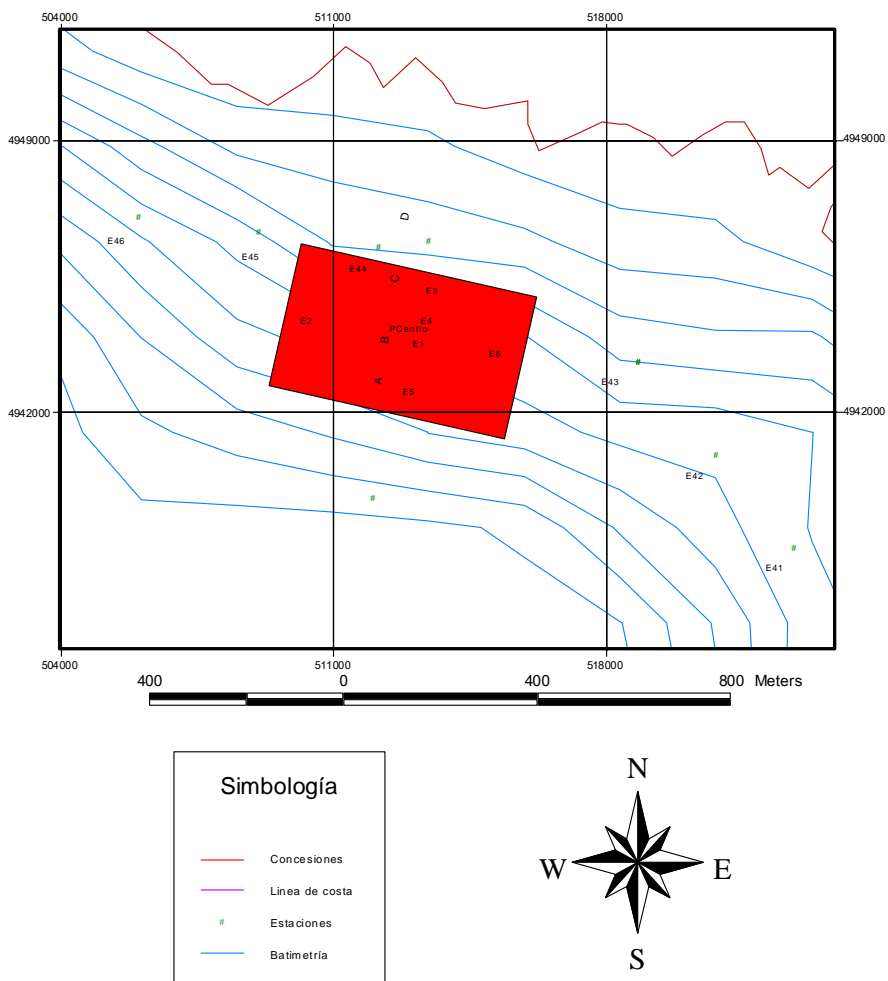 504000 511000 518000
4949000 4949000
D
E46
E45
E44
C
E3
E2
E4
PCentro
B
E1
E6
A
E43
E5
4942000 4942000
E42
E41
504000 511000 518000
400 0 400 800 Meters
Simbología
Concesiones
Linea de costa
# Estaciones
Batimetría
N
W E
S